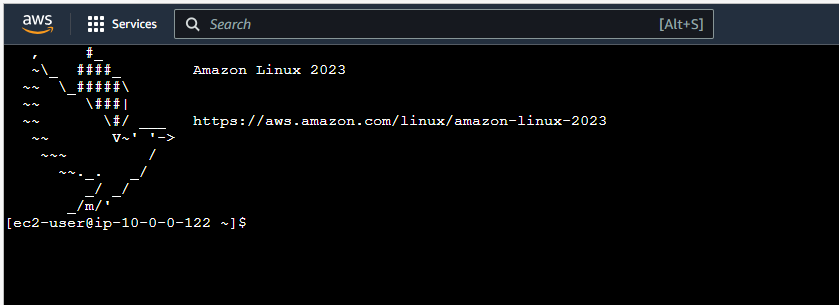 aws Services Search [Alt+S]
   ,     #_
   ~\_  ####_        Amazon Linux 2023
  ~~  \_#####\
  ~~     \###|
  ~~       \#/ ___   https://aws.amazon.com/linux/amazon-linux-2023
   ~~       V~' '->
    ~~~         /
      ~~._.   _/
         _/ _/
       _/m/'
[ec2-user@ip-10-0-0-122 ~]$